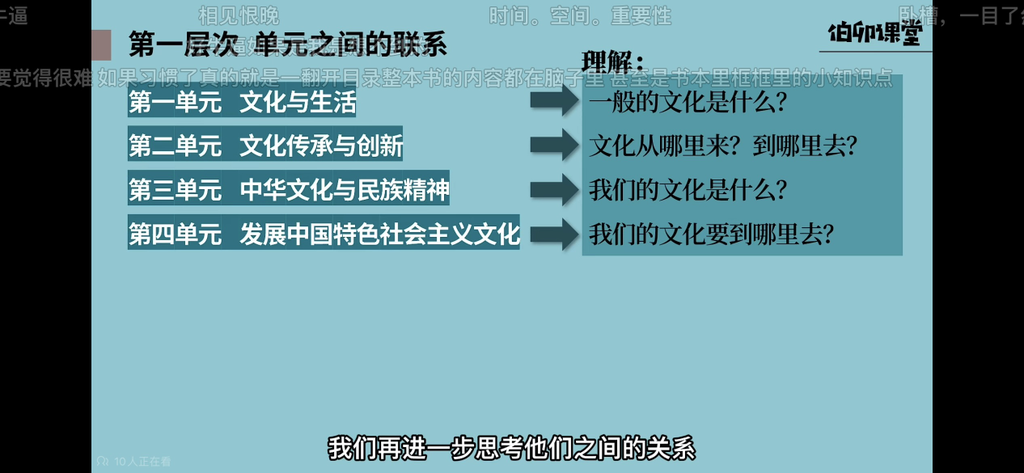 相见恨晚
时间。空间。重要性
卧槽，一目了
伯卯课堂
第一层次 单元之间的联系
理解：
要觉得很难 如果习惯了真的就是一翻开目录整本书的内容都在脑子里 甚至是书本里框框里的小知识点
第一单元 文化与生活
一般的文化是什么？
第二单元 文化传承与创新
文化从哪里来？到哪里去？
第三单元 中华文化与民族精神
我们的文化是什么？
第四单元 发展中国特色社会主义文化
我们的文化要到哪里去？
我们再进一步思考他们之间的关系
10人正在看